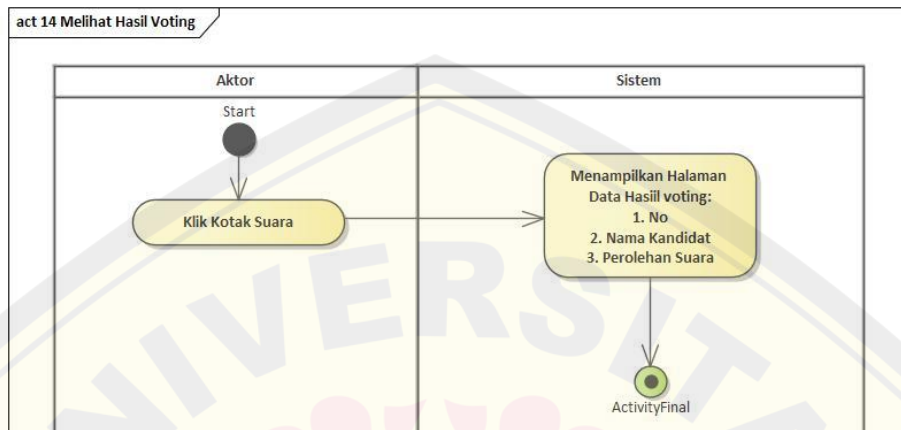 act 14 Melihat Hasil Voting
Aktor
Sistem
Start
Klik Kotak Suara
Menampilkan Halaman
Data Hasiil voting:
1. No
2. Nama Kandidat
3. Perolehan Suara
ActivityFinal
NIVERSITA